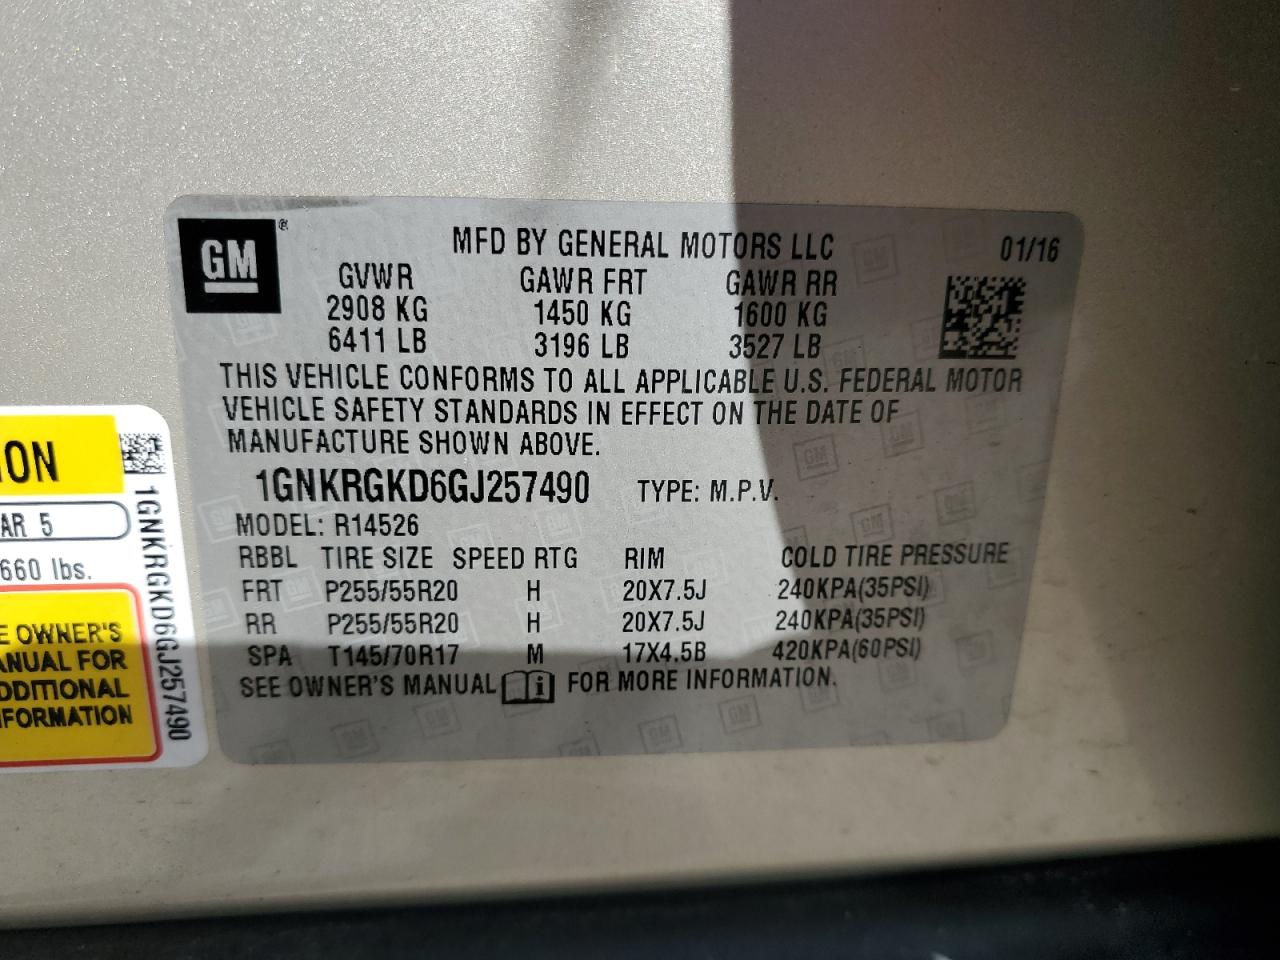 GM ®
MFD BY GENERAL MOTORS LLC 01/16
GVWR GAWR FRT GAWR RR
2908 KG 1450 KG 1600 KG
6411 LB 3196 LB 3527 LB
THIS VEHICLE CONFORMS TO ALL APPLICABLE U.S. FEDERAL MOTOR
VEHICLE SAFETY STANDARDS IN EFFECT ON THE DATE OF
MANUFACTURE SHOWN ABOVE.
1GNKRGKD6GJ257490 TYPE: M.P.V.
MODEL: R14526
RBBL TIRE SIZE SPEED RTG RIM COLD TIRE PRESSURE
FRT P255/55R20 H 20X7.5J 240KPA(35PSI)
RR P255/55R20 H 20X7.5J 240KPA(35PSI)
SPA T145/70R17 M 17X4.5B 420KPA(60PSI)
SEE OWNER'S MANUAL i FOR MORE INFORMATION.
ION
AR 5
660 lbs.
E OWNER'S
ANUAL FOR
DDITIONAL
FORMATION
1GNKRGKD6GJ257490